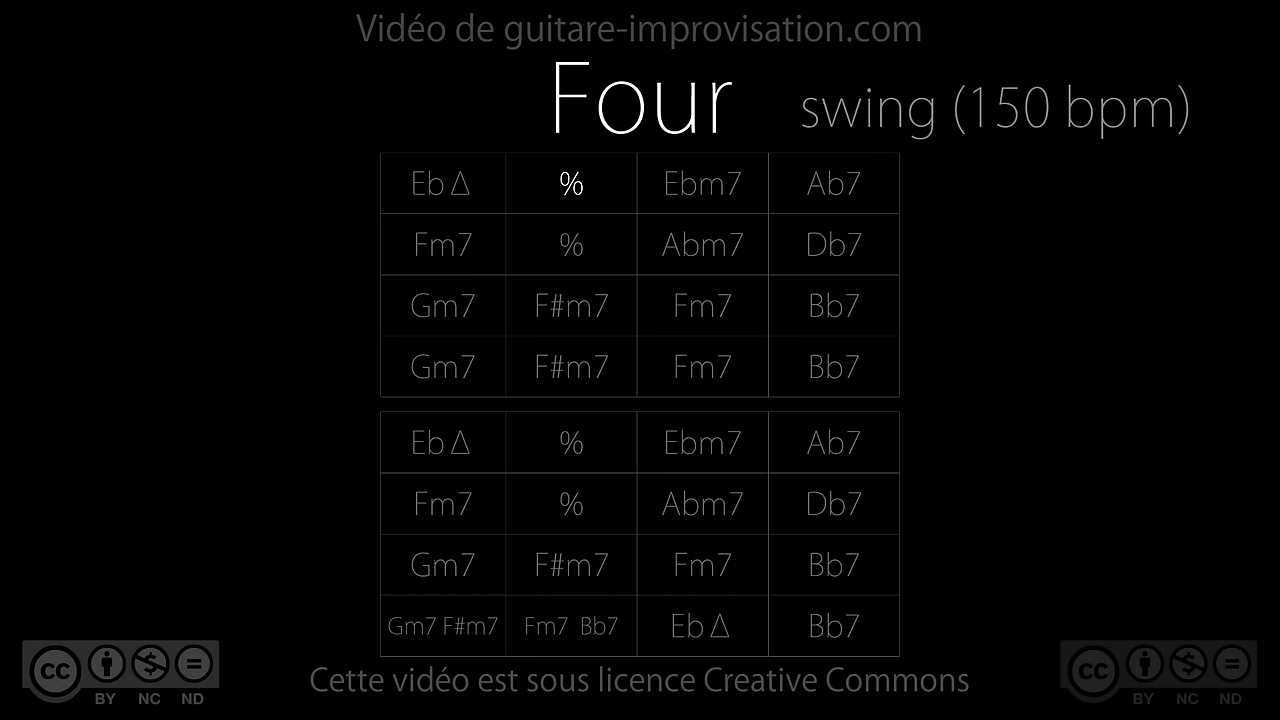 Vidéo de guitare-improvisation.com
Four swing (150 bpm)
Eb Δ % Ebm7 Ab7
Fm7 % Abm7 Db7
Gm7 F#m7 Fm7 Bb7
Gm7 F#m7 Fm7 Bb7
Eb Δ % Ebm7 Ab7
Fm7 % Abm7 Db7
Gm7 F#m7 Fm7 Bb7
Gm7 F#m7 Fm7 Bb7 Eb Δ Bb7
Cette vidéo est sous licence Creative Commons
cc BY NC ND
cc BY NC ND